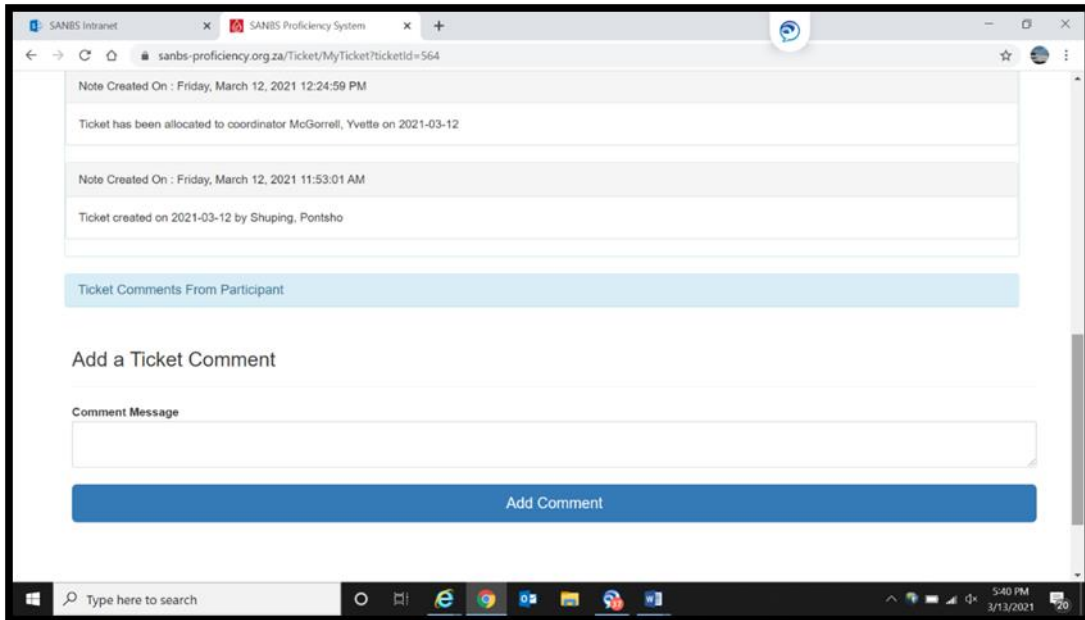 SANBS Intranet
SANBS Proficiency System
sanbs-proficiency.org.za/Ticket/MyTicket?ticketId=564
Note Created On : Friday, March 12, 2021 12:24:59 PM
Ticket has been allocated to coordinator McGorrell, Yvette on 2021-03-12
Note Created On : Friday, March 12, 2021 11:53:01 AM
Ticket created on 2021-03-12 by Shuping, Pontsho
Ticket Comments From Participant
Add a Ticket Comment
Comment Message
Add Comment
Type here to search
5:40 PM
3/13/2021
20